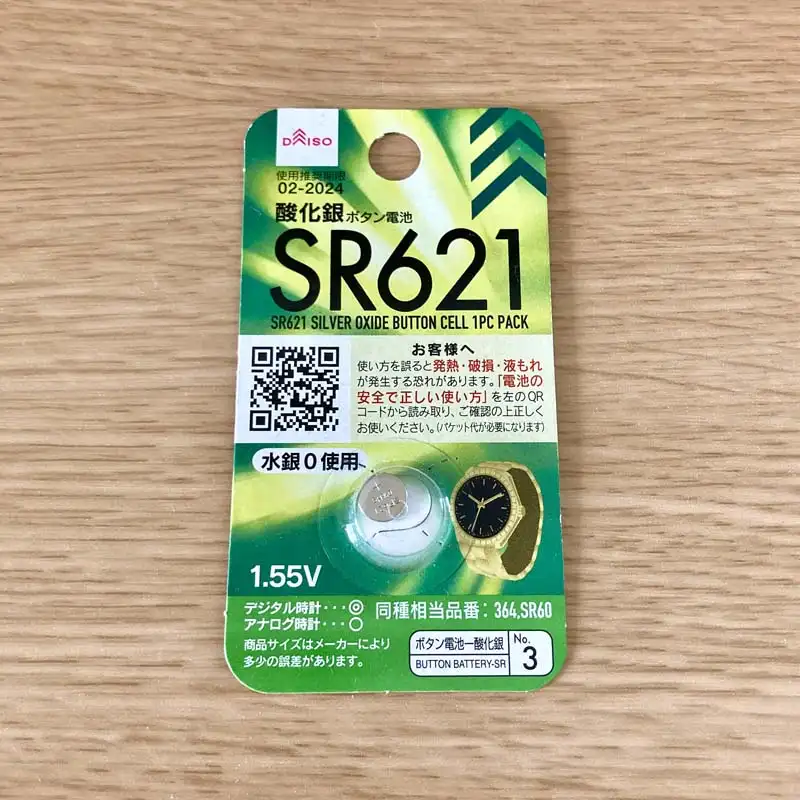 DAISO
使用推奨期限
02-2024
酸化銀ボタン電池
SR621
SR621 SILVER OXIDE BUTTON CELL 1PC PACK
お客様へ
使い方を誤ると発熱・破損・液もれ
が発生する恐れがあります。「電池の
安全で正しい使い方」を左のQR
コードから読み取り、ご確認の上正しく
お使いください。(パケット代が必要になります)
水銀0使用
1.55V
デジタル時計・・・◎
アナログ時計・・・○
同種相当品番：364,SR60
商品サイズはメーカーにより
多少の誤差があります。
ボタン電池ー酸化銀
BUTTON BATTERY-SR
No.
3